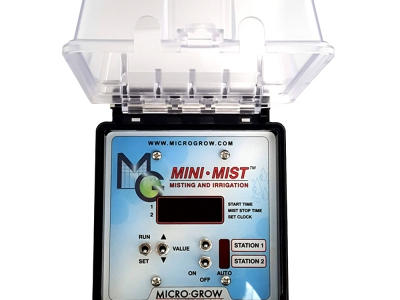 WWW.MICROGROW.COM
MG
MINI•MIST™
MISTING AND IRRIGATION
START TIME
1 MIST STOP TIME
2 SET CLOCK
RUN ▲
VALUE
SET ▼
STATION 1
STATION 2
ON OFF AUTO
MICRO•GROW